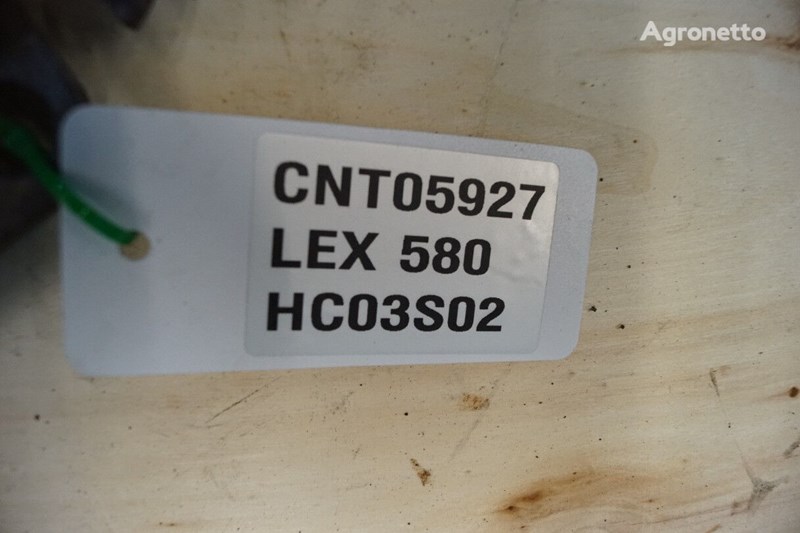 Agronetto
CNT05927
LEX 580
HC03S02